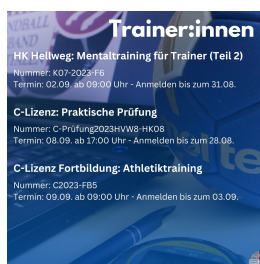 Trainer:innen
HK Hellweg: Mentaltraining für Trainer (Teil 2)
Nummer: K07-2023-F6
Termin: 02.09. ab 09:00 Uhr - Anmelden bis zum 31.08.
C-Lizenz: Praktische Prüfung
Nummer: C-Prüfung2023HVW8-HK08
Termin: 08.09. ab 17:00 Uhr - Anmelden bis zum 28.08.
C-Lizenz Fortbildung: Athletiktraining
Nummer: C2023-FB5
Termin: 09.09. ab 09:00 Uhr - Anmelden bis zum 03.09.